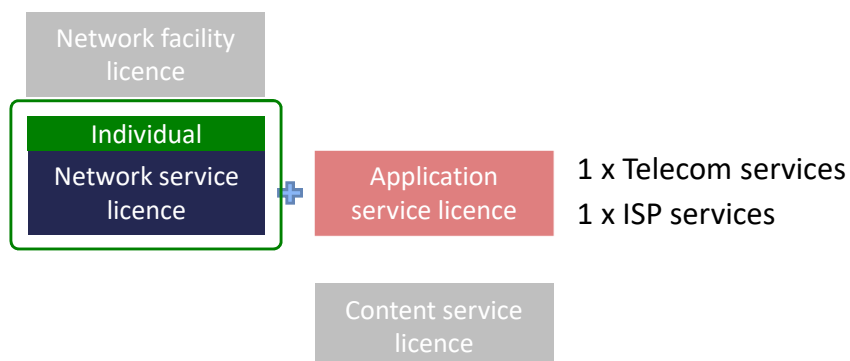 Network facility
licence
Individual
Network service
licence
Application
service licence
1 x Telecom services
1 x ISP services
Content service
licence